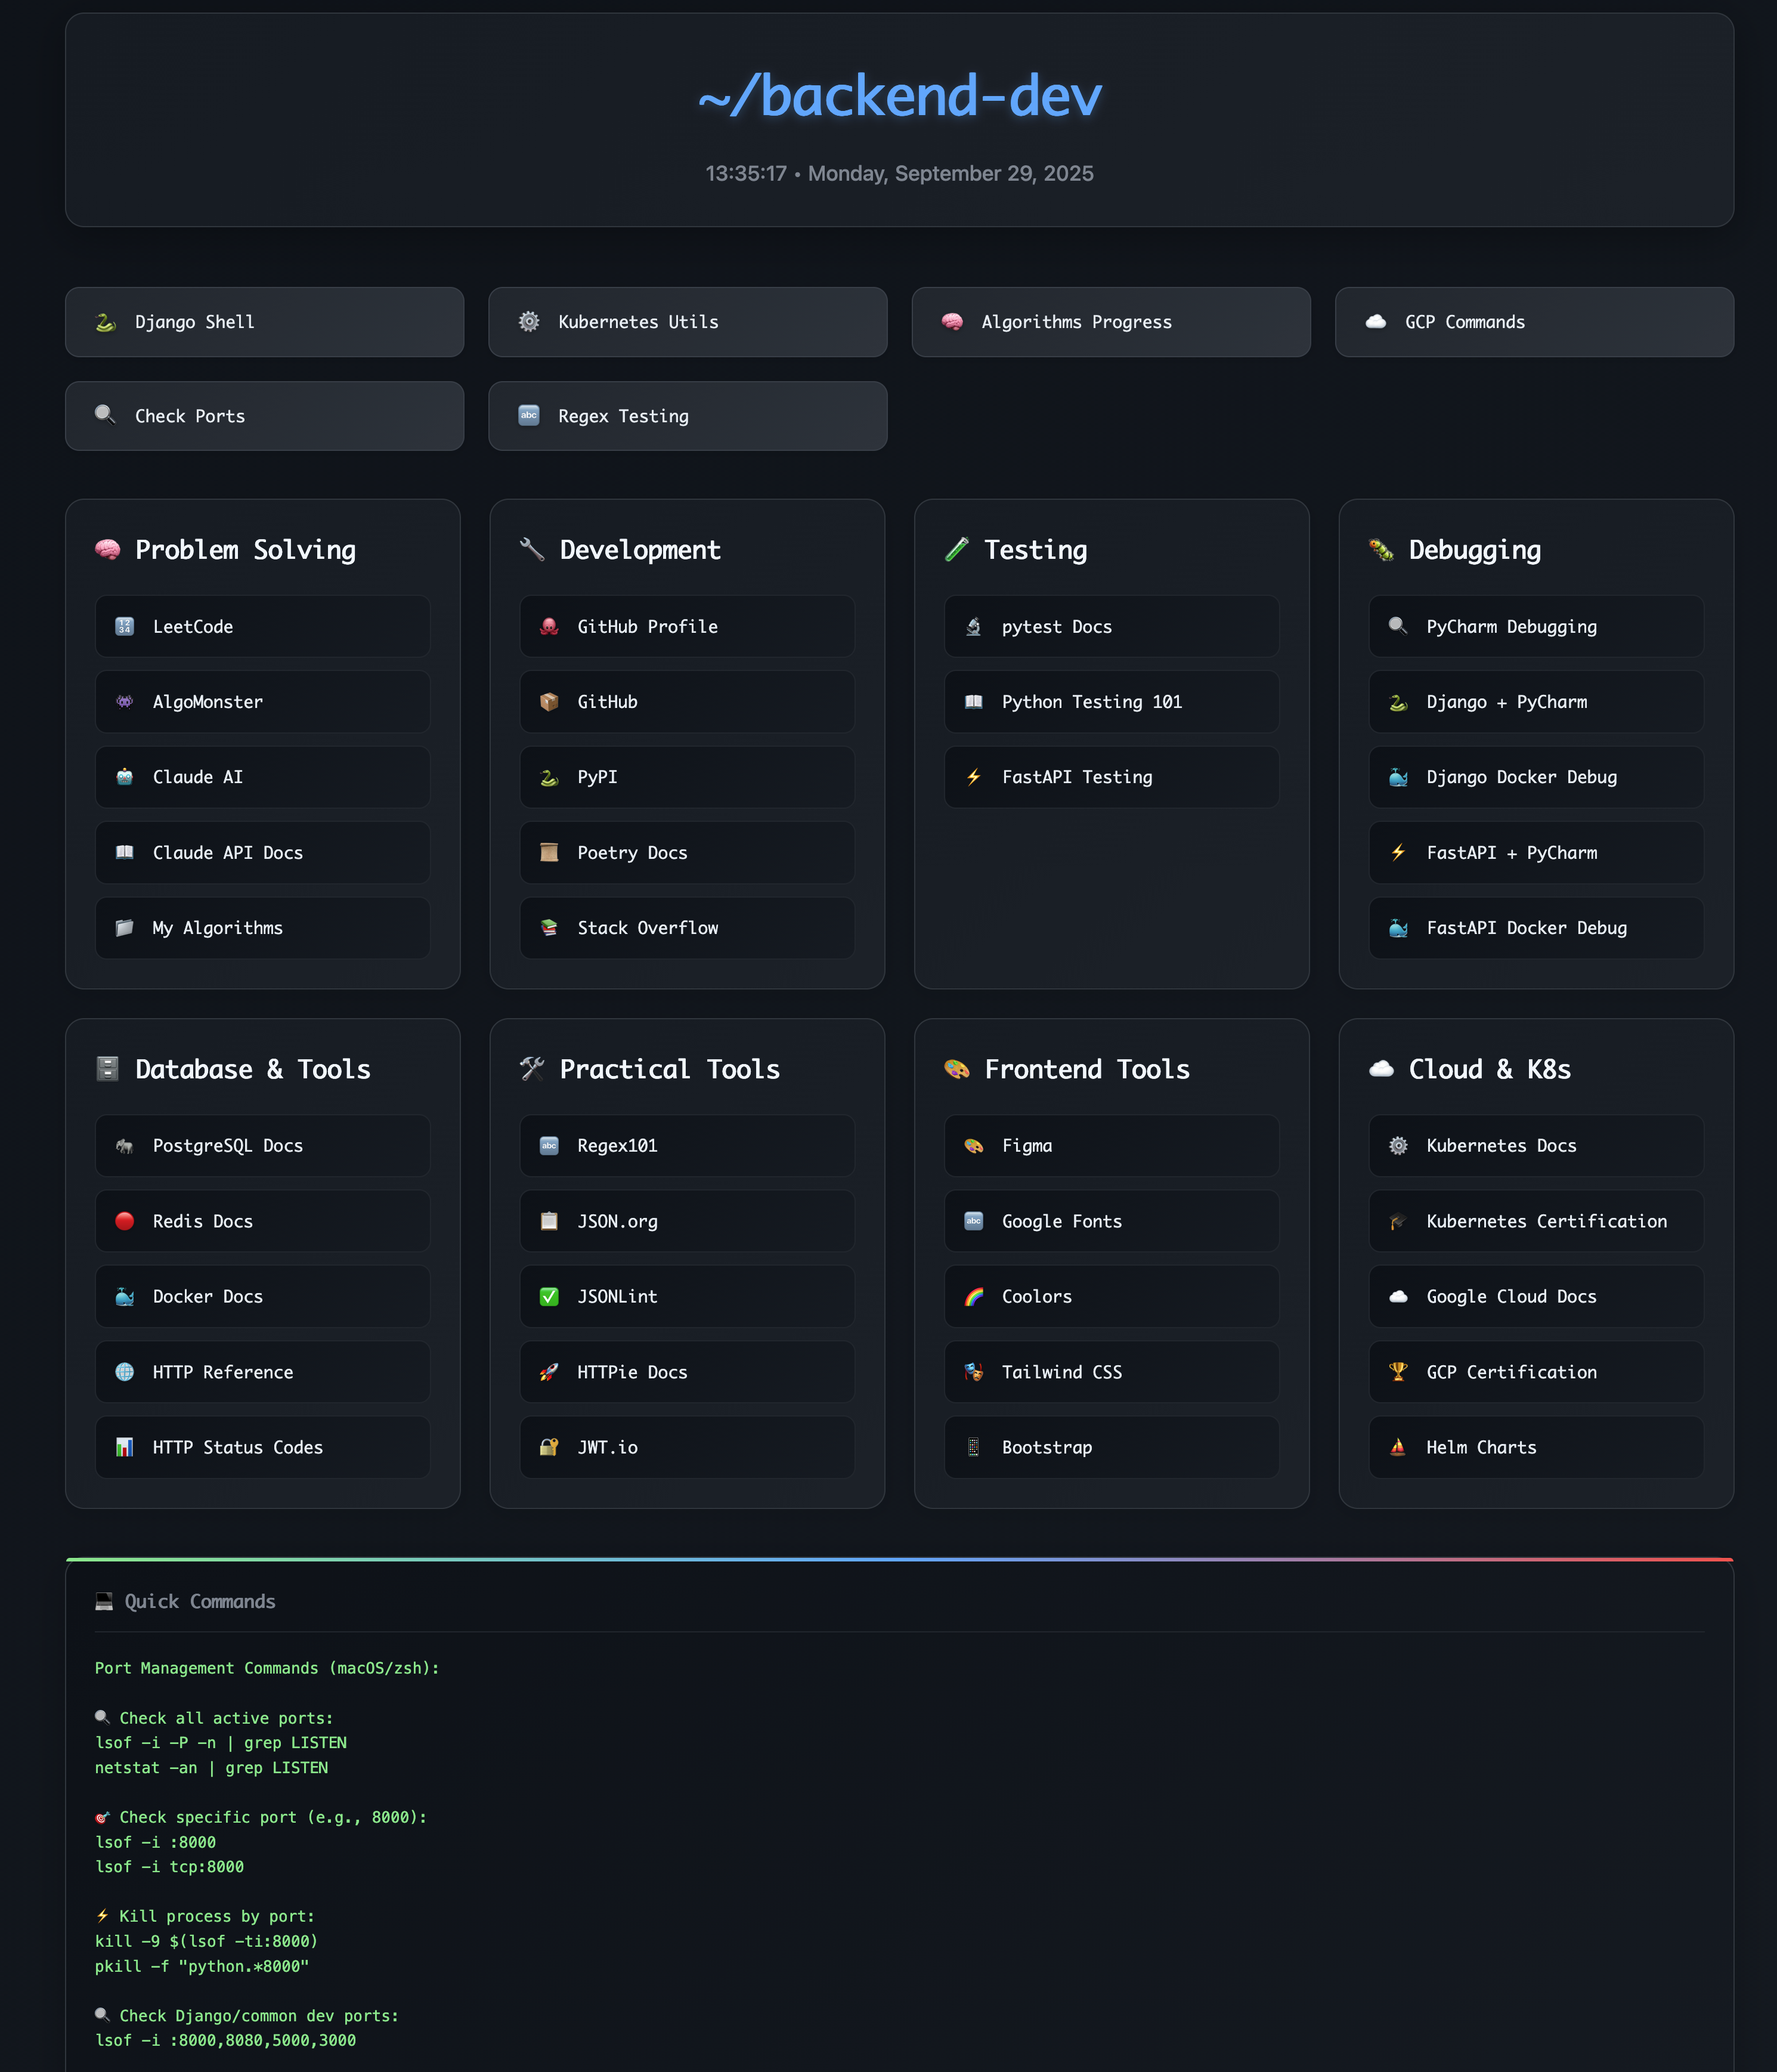 ~/backend-dev
13:35:17 • Monday, September 29, 2025
Django Shell
Kubernetes Utils
Algorithms Progress
GCP Commands
Check Ports
Regex Testing
Problem Solving
LeetCode
AlgoMonster
Claude AI
Claude API Docs
My Algorithms
Development
GitHub Profile
GitHub
PyPI
Poetry Docs
Stack Overflow
Testing
pytest Docs
Python Testing 101
FastAPI Testing
Debugging
PyCharm Debugging
Django + PyCharm
Django Docker Debug
FastAPI + PyCharm
FastAPI Docker Debug
Database & Tools
PostgreSQL Docs
Redis Docs
Docker Docs
HTTP Reference
HTTP Status Codes
Practical Tools
Regex101
JSON.org
JSONLint
HTTPie Docs
JWT.io
Frontend Tools
Figma
Google Fonts
Coolors
Tailwind CSS
Bootstrap
Cloud & K8s
Kubernetes Docs
Kubernetes Certification
Google Cloud Docs
GCP Certification
Helm Charts
Quick Commands
Port Management Commands (macOS/zsh):
Check all active ports:
lsof -i -P -n | grep LISTEN
netstat -an | grep LISTEN
Check specific port (e.g., 8000):
lsof -i :8000
lsof -i tcp:8000
Kill process by port:
kill -9 $(lsof -ti:8000)
pkill -f "python.*8000"
Check Django/common dev ports:
lsof -i :8000,8080,5000,3000